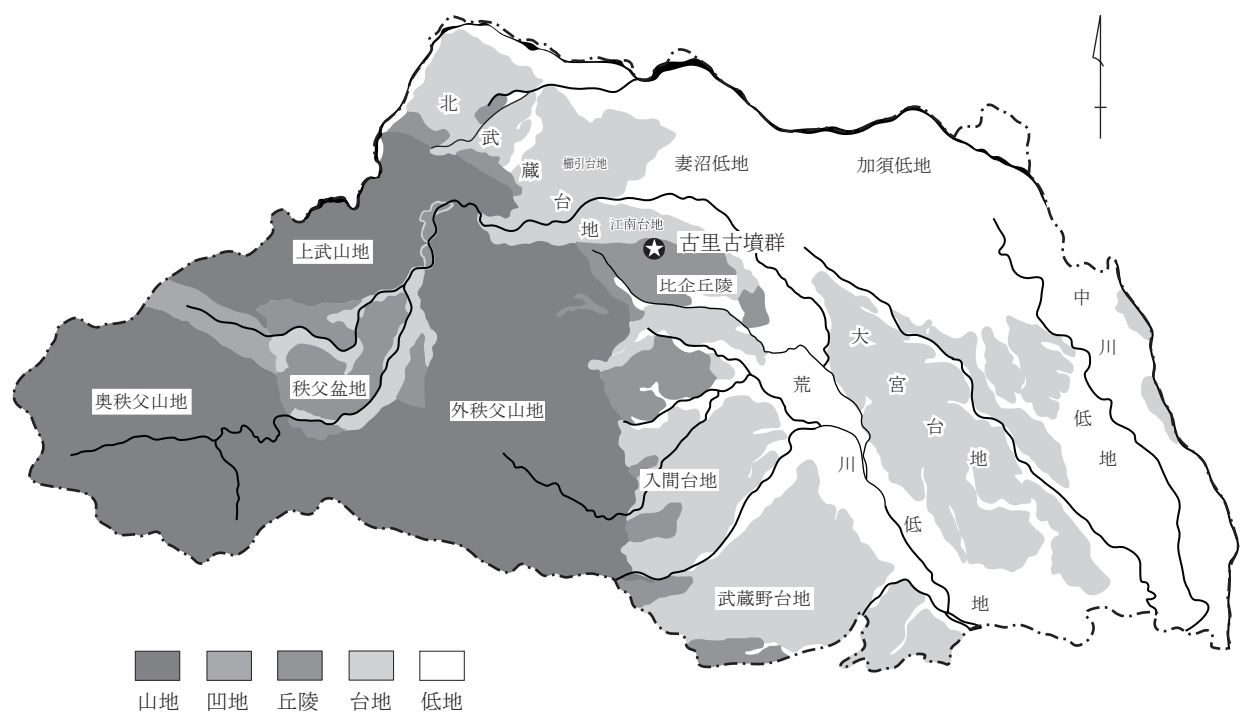 北武蔵台地
櫛引台地
妻沼低地
加須低地
江南台地
古里古墳群
上武山地
比企丘陵
中川低地
大宮台地
荒川低地
秩父盆地
奥秩父山地
外秩父山地
入間台地
武蔵野台地
山地
凹地
丘陵
台地
低地